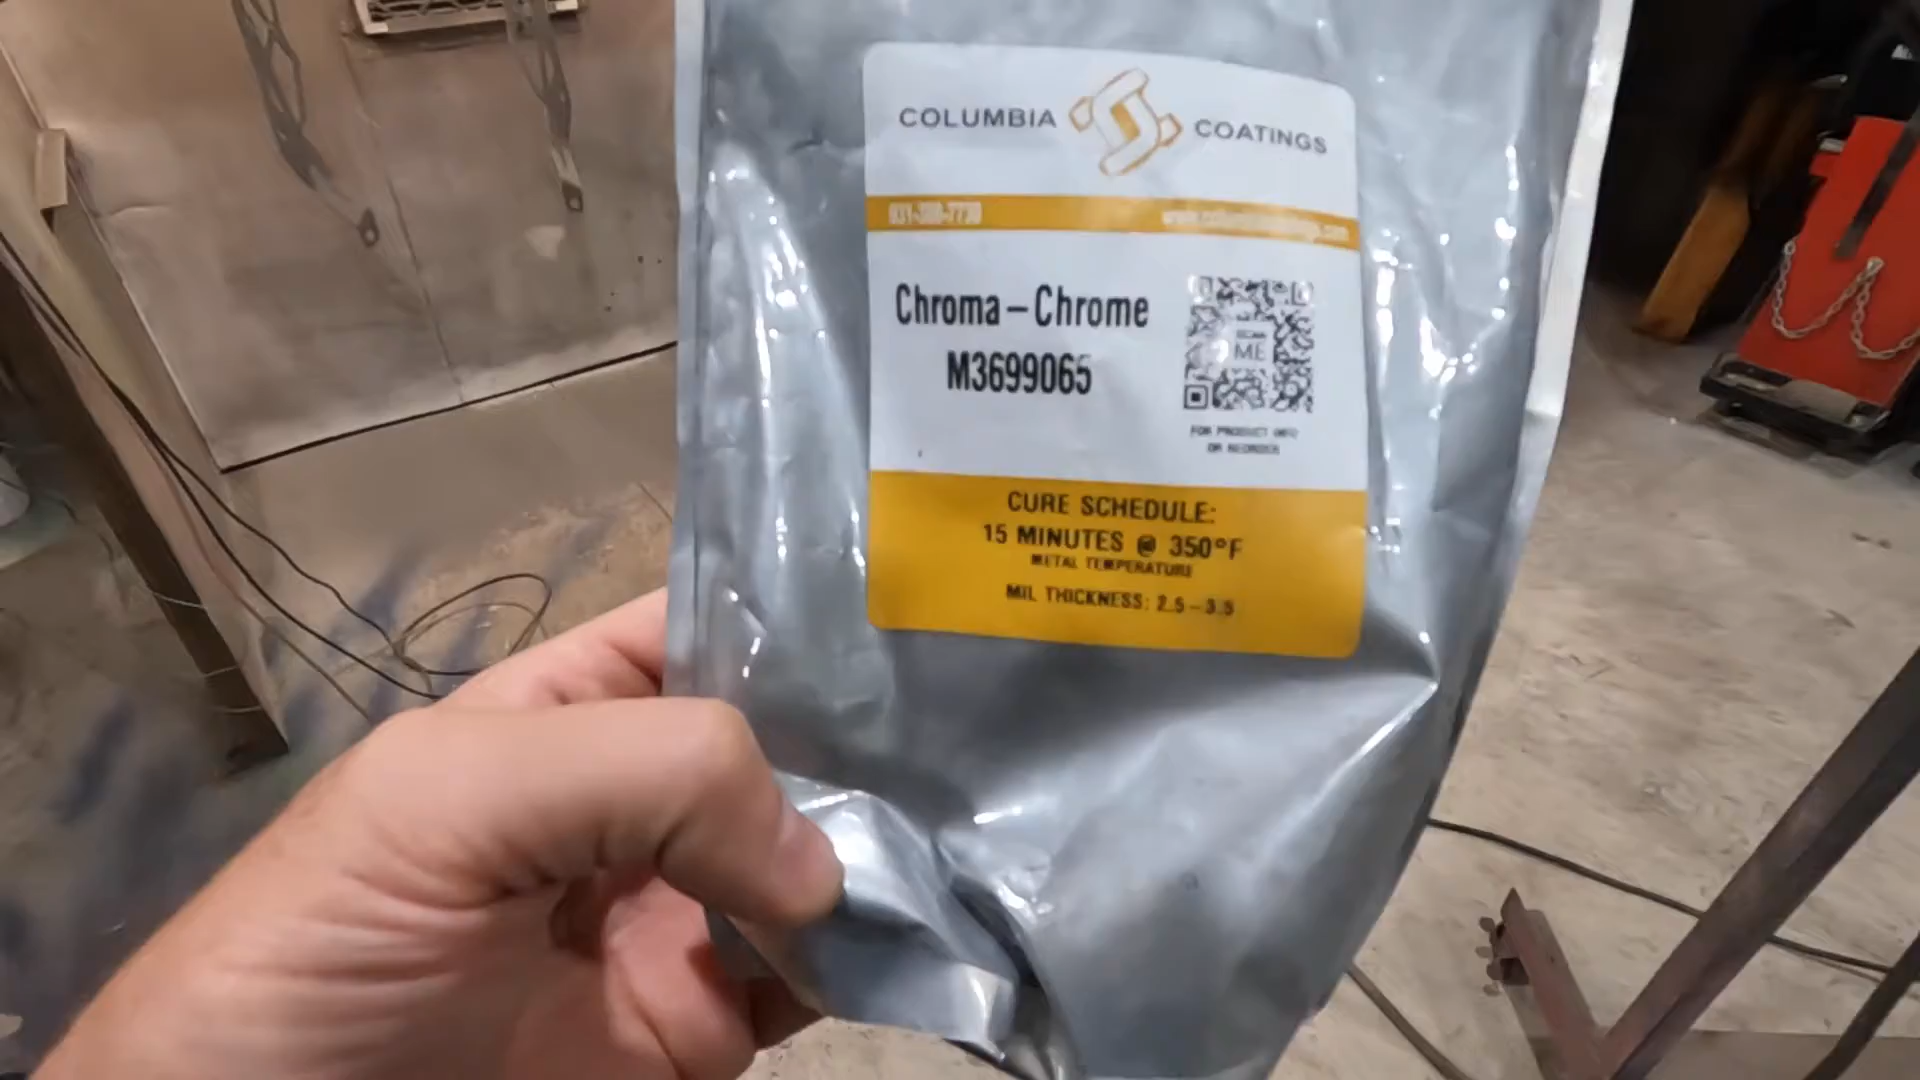 COLUMBIA COATINGS
Chroma-Chrome
M3699065
SCAN
ME
FOR PRODUCT INFO
OR REORDER
CURE SCHEDULE:
15 MINUTES @ 350°F
METAL TEMPERATURE
MIL THICKNESS: 2.5-3.5